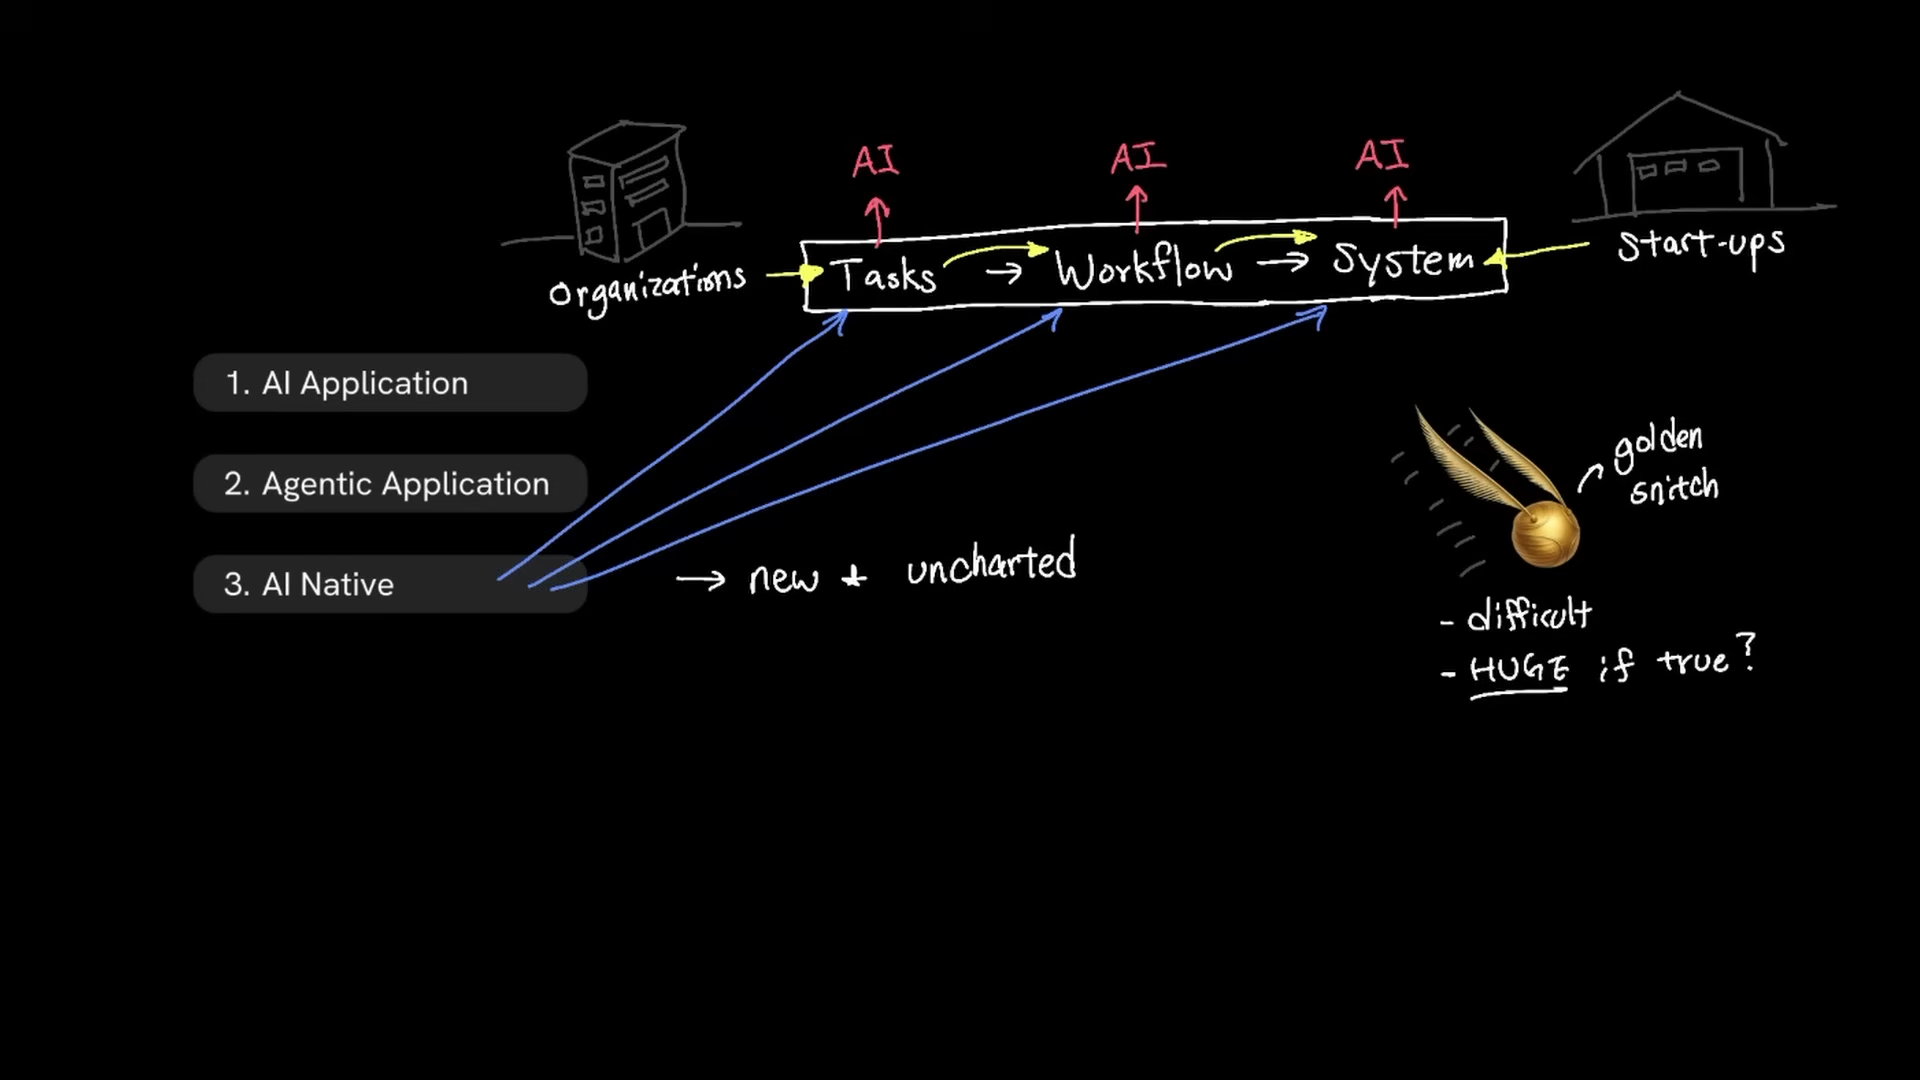 AI AI AI
Organizations → Tasks → Workflow → System ← Start-ups
1. AI Application
2. Agentic Application
3. AI Native → new + uncharted
golden
snitch
- difficult
- HUGE if true?